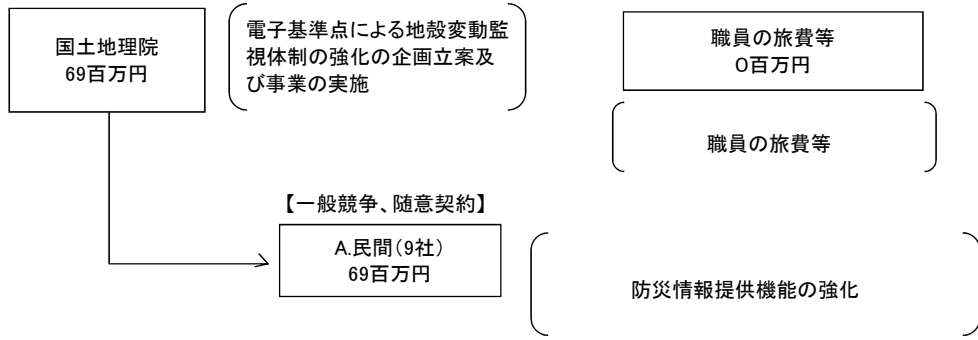 国土地理院
69百万円
電子基準点による地殻変動監
視体制の強化の企画立案及
び事業の実施
職員の旅費等
0百万円
職員の旅費等
【一般競争、随意契約】
A.民間(9社)
69百万円
防災情報提供機能の強化